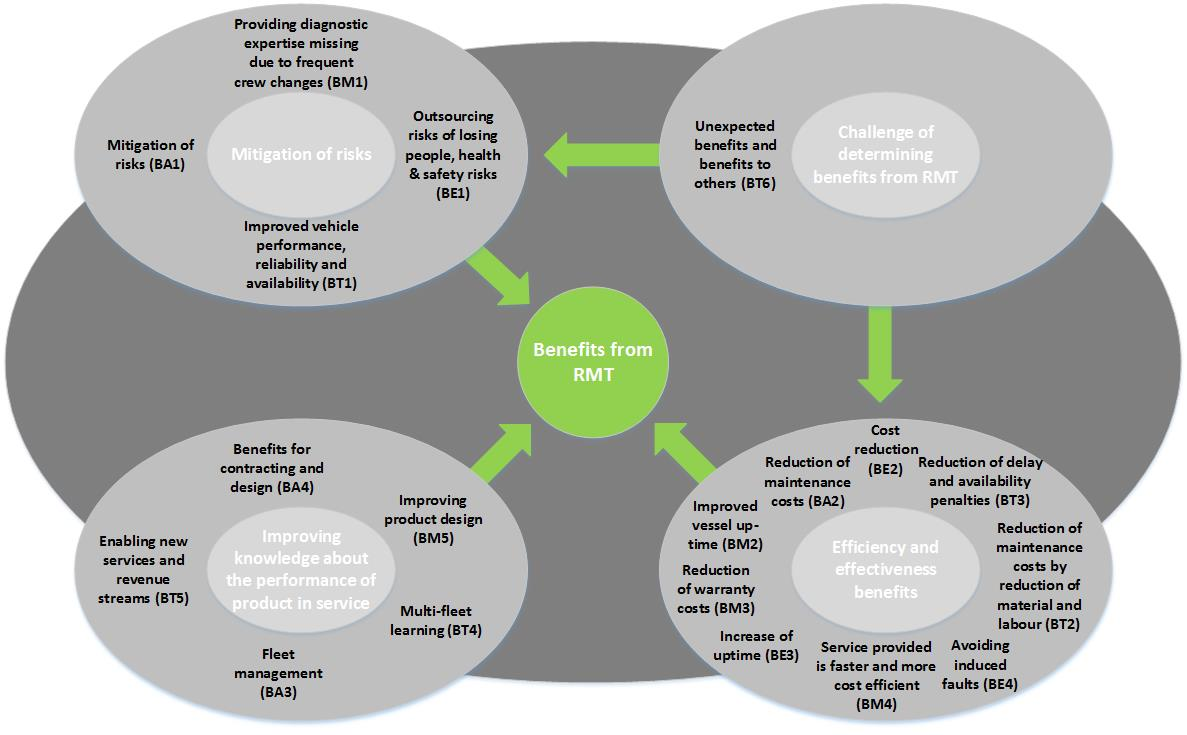 Providing diagnostic
expertise missing
due to frequent
crew changes (BM1)
Mitigation of
risks (BA1)
Mitigation of risks
Outsourcing
risks of losing
people, health
& safety risks
(BE1)
Improved vehicle
performance,
reliability and
availability (BT1)
Unexpected
benefits and
benefits to
others (BT6)
Challenge of
determining
benefits from RMT
Benefits from
RMT
Benefits for
contracting and
design (BA4)
Improving
product design
(BM5)
Enabling new
services and
revenue
streams (BT5)
Improving
knowledge about
the performance of
product in service
Multi-fleet
learning (BT4)
Fleet
management
(BA3)
Cost
reduction
(BE2)
Reduction of
maintenance
costs (BA2)
Reduction of delay
and availability
penalties (BT3)
Improved
vessel up-
time (BM2)
Efficiency and
effectiveness
benefits
Reduction of
maintenance
costs by
reduction of
material and
labour (BT2)
Reduction
of warranty
costs (BM3)
Increase of
uptime (BE3)
Service provided
is faster and more
cost efficient
(BM4)
Avoiding
induced
faults (BE4)